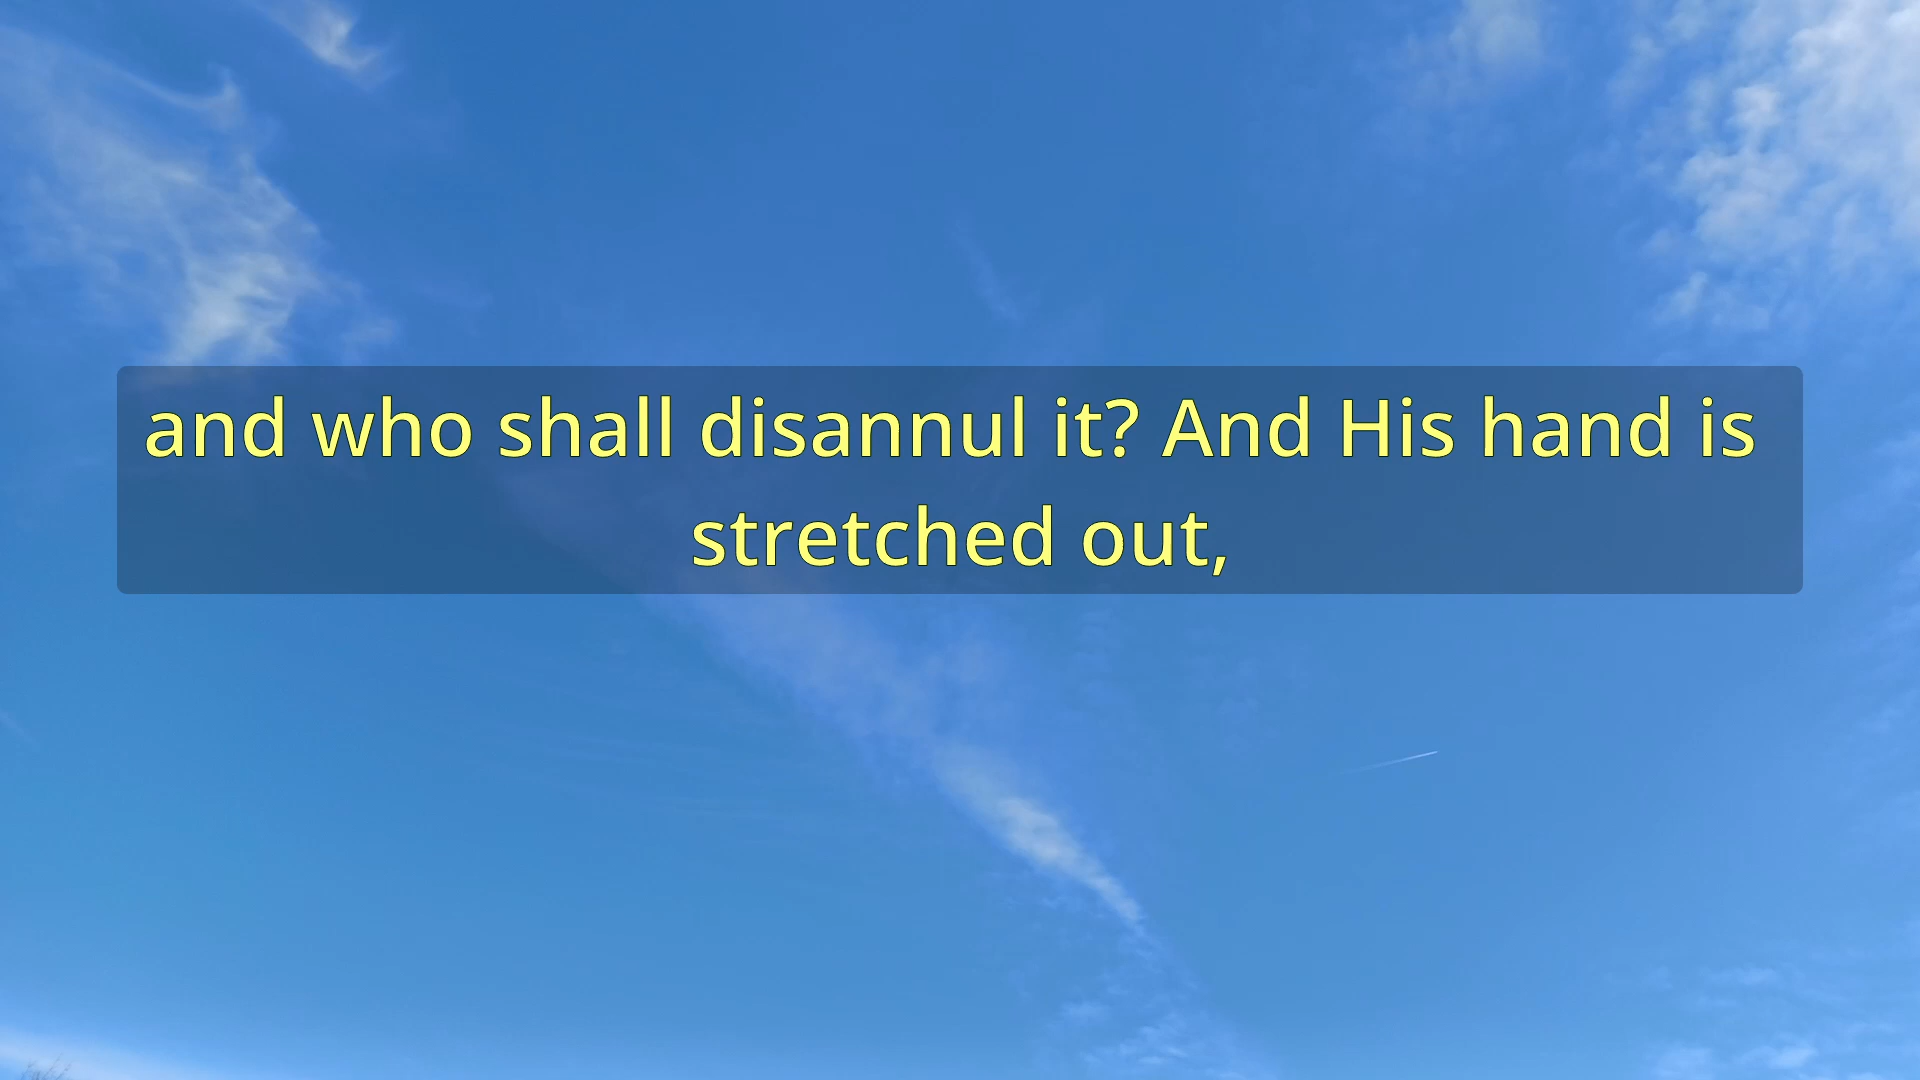 and who shall disannul it? And His hand is
stretched out,